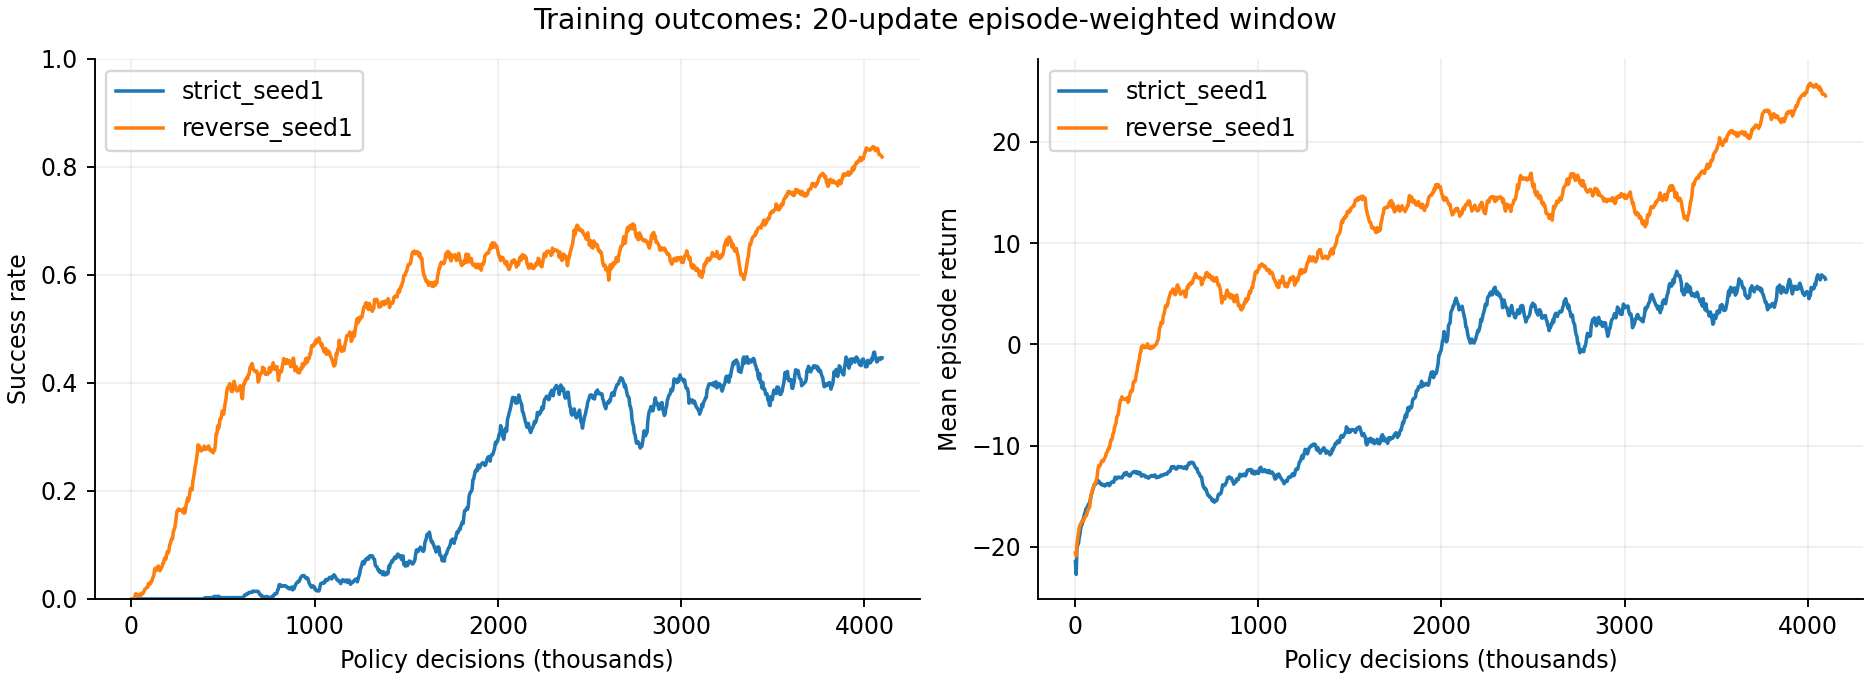 Training outcomes: 20-update episode-weighted window
Success rate
1.0
0.8
0.6
0.4
0.2
0.0
strict_seed1
reverse_seed1
0 1000 2000 3000 4000
Policy decisions (thousands)
Mean episode return
20
10
0
−10
−20
strict_seed1
reverse_seed1
0 1000 2000 3000 4000
Policy decisions (thousands)